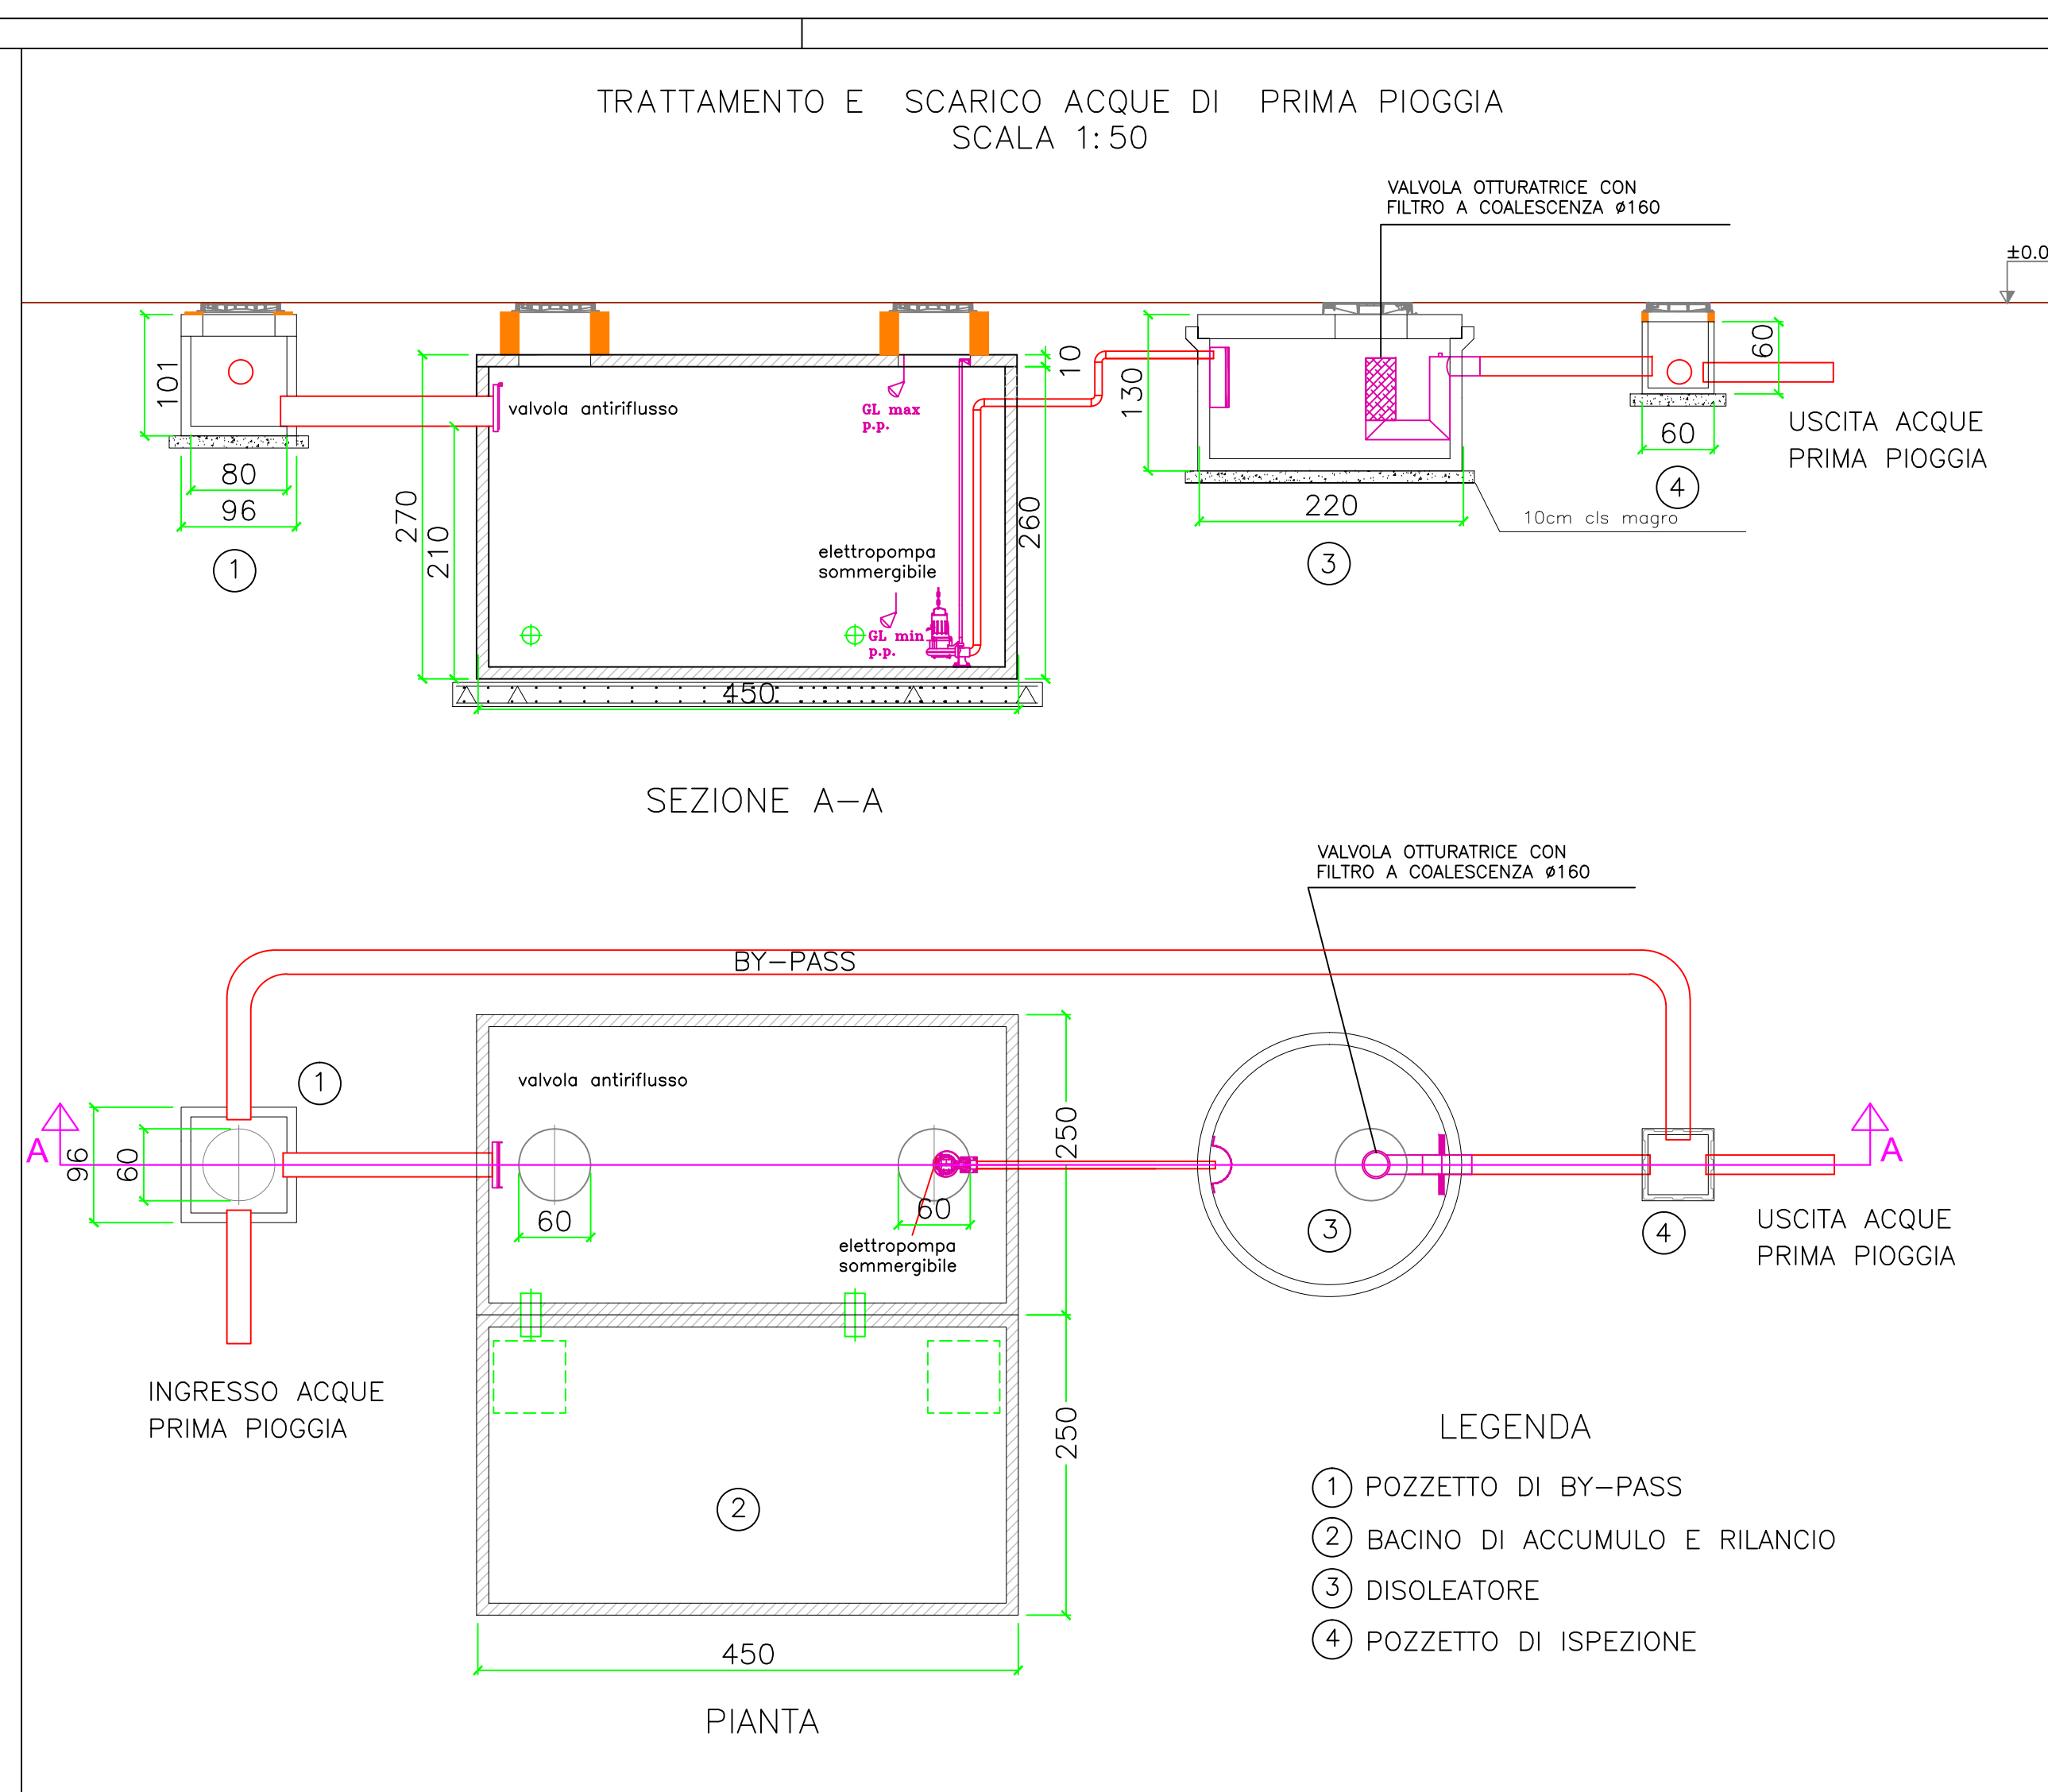 TRATTAMENTO E SCARICO ACQUE DI PRIMA PIOGGIA
SCALA 1:50
VALVOLA OTTURATRICE CON
FILTRO A COALESCENZA ø160
±0.0
101
80
96
1
valvola antiriflusso
GL max
p.p.
10
270
210
260
elettropompa
sommergibile
GL min
p.p.
450
130
220
3
10cm cls magro
60
60
4
USCITA ACQUE
PRIMA PIOGGIA
SEZIONE A-A
VALVOLA OTTURATRICE CON
FILTRO A COALESCENZA ø160
BY-PASS
1
valvola antiriflusso
A
96
60
60
60
elettropompa
sommergibile
250
250
3
4
A
USCITA ACQUE
PRIMA PIOGGIA
INGRESSO ACQUE
PRIMA PIOGGIA
2
450
PIANTA
LEGENDA
1 POZZETTO DI BY-PASS
2 BACINO DI ACCUMULO E RILANCIO
3 DISOLEATORE
4 POZZETTO DI ISPEZIONE